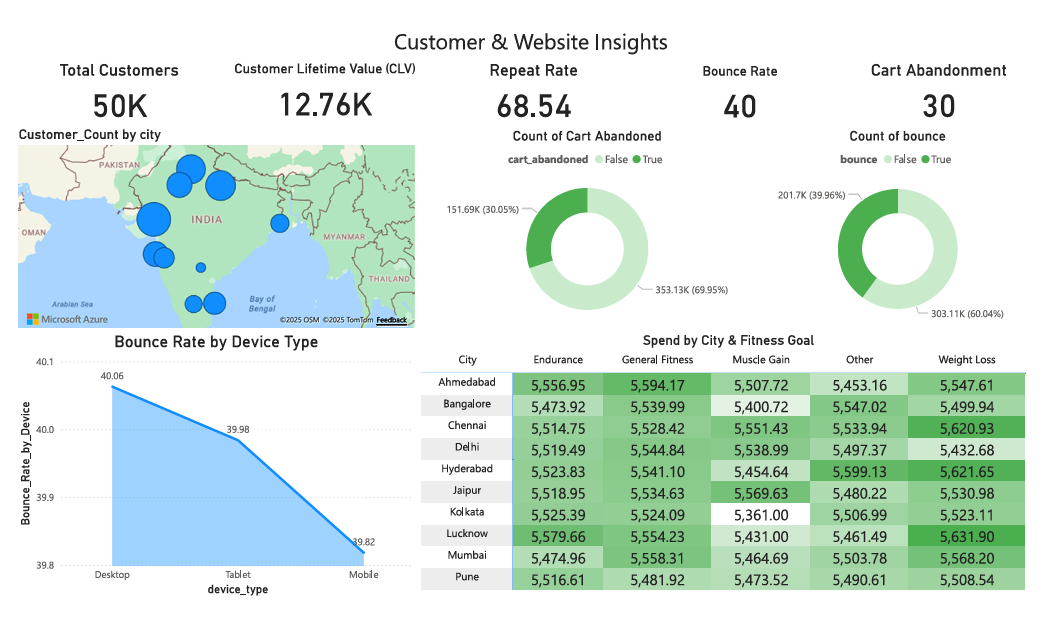 Customer & Website Insights
Total Customers
50K
Customer Lifetime Value (CLV)
12.76K
Repeat Rate
68.54
Bounce Rate
40
Cart Abandonment
30
Customer_Count by city
PAKISTAN
INDIA
OMAN
MYANMAR
THAILAND
Arabian Sea
Bay of
Bengal
Microsoft Azure
©2025 OSM ©2025 TomTom Feedback
Count of Cart Abandoned
cart_abandoned False True
151.69K (30.05%)
353.13K (69.95%)
Count of bounce
bounce False True
201.7K (39.96%)
303.11K (60.04%)
Bounce Rate by Device Type
Bounce_Rate_by_Device
40.1
40.0
39.9
39.8
40.06
39.98
39.82
Desktop Tablet Mobile
device_type
Spend by City & Fitness Goal
City Endurance General Fitness Muscle Gain Other Weight Loss
Ahmedabad 5,556.95 5,594.17 5,507.72 5,453.16 5,547.61
Bangalore 5,473.92 5,539.99 5,400.72 5,547.02 5,499.94
Chennai 5,514.75 5,528.42 5,551.43 5,533.94 5,620.93
Delhi 5,519.49 5,544.84 5,538.99 5,497.37 5,432.68
Hyderabad 5,523.83 5,541.10 5,454.64 5,599.13 5,621.65
Jaipur 5,518.95 5,534.63 5,569.63 5,480.22 5,530.98
Kolkata 5,525.39 5,524.09 5,361.00 5,506.99 5,523.11
Lucknow 5,579.66 5,554.23 5,431.00 5,461.49 5,631.90
Mumbai 5,474.96 5,558.31 5,464.69 5,503.78 5,568.20
Pune 5,516.61 5,481.92 5,473.52 5,490.61 5,508.54